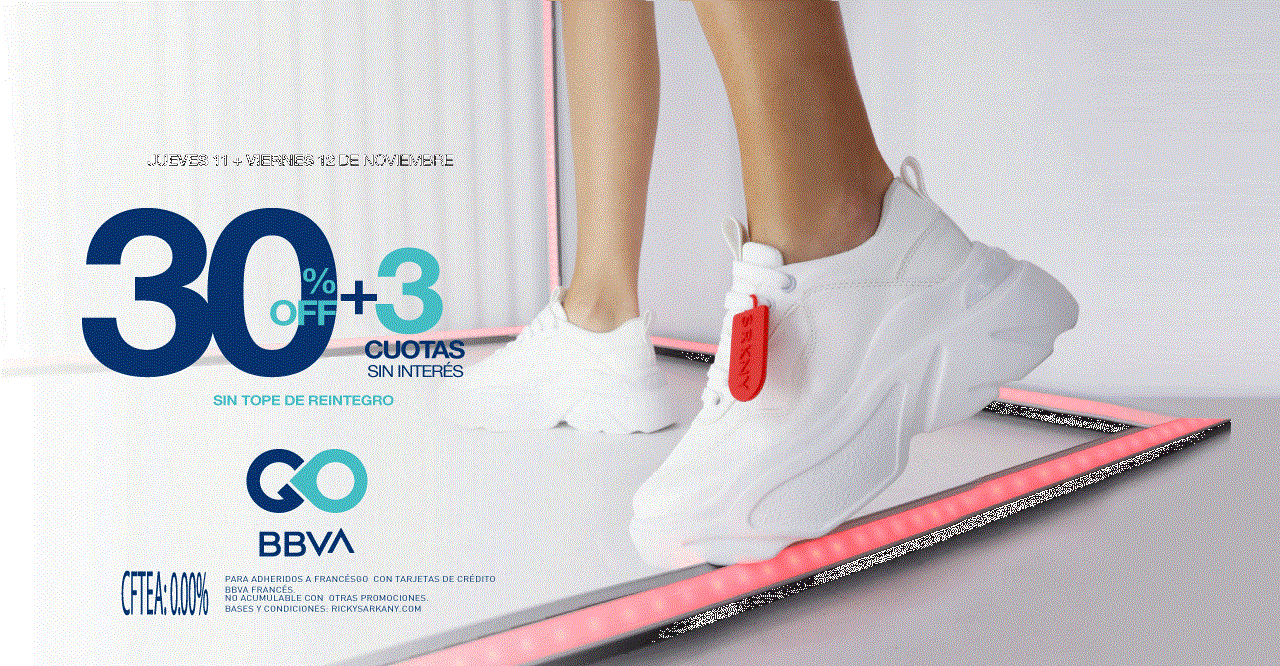 JUEVES 11 + VIERNES 12 DE NOVIEMBRE
30% OFF + 3
CUOTAS
SIN INTERÉS
SIN TOPE DE REINTEGRO
GO
BBVA
CFTEA: 0.00%
PARA ADHERIDOS A FRANCÉSGO CON TARJETAS DE CRÉDITO
BBVA FRANCÉS.
NO ACUMULABLE CON OTRAS PROMOCIONES.
BASES Y CONDICIONES: RICKYSARKANY.COM
SRKNY